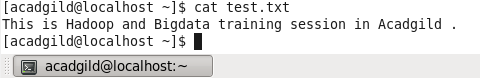 [acadgild@localhost ~]$ cat test.txt
This is Hadoop and Bigdata training session in Acadgild .
[acadgild@localhost ~]$
acadgild@localhost:~